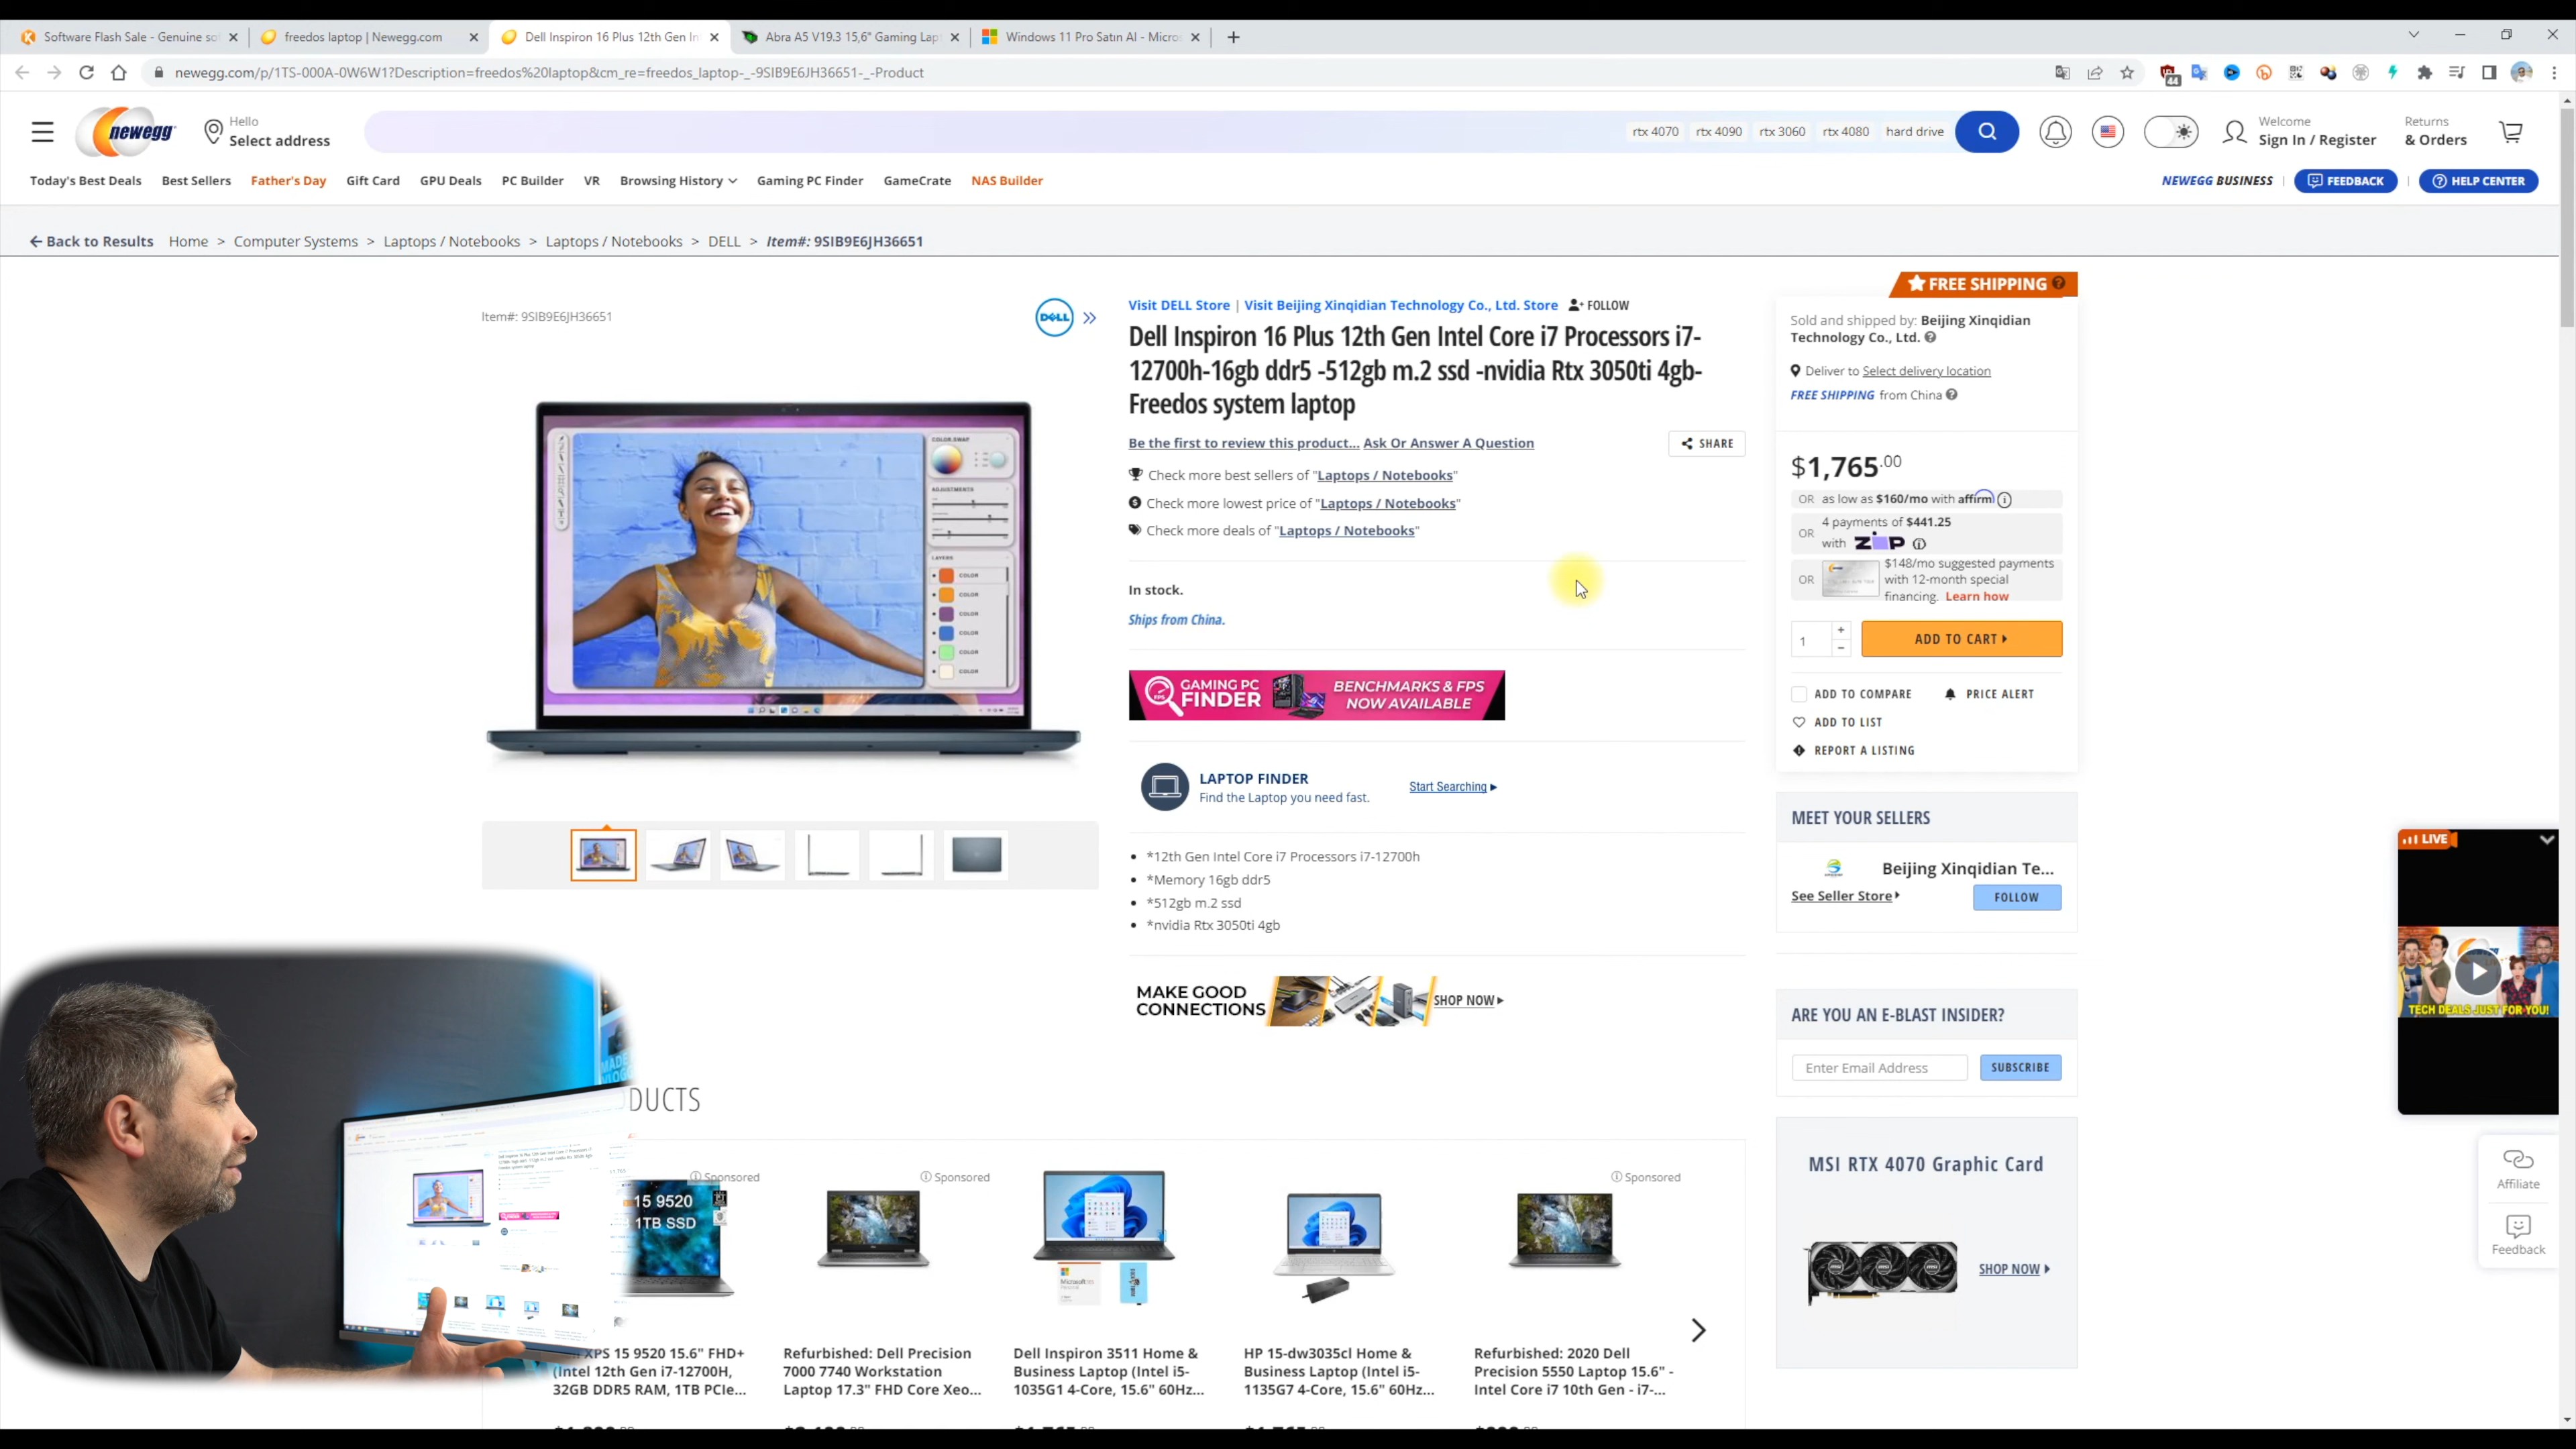 Software Flash Sale - Genuine so
freedos laptop | Newegg.com
Dell Inspiron 16 Plus 12th Gen In
Abra A5 V19.3 15,6" Gaming Lap
Windows 11 Pro Satın Al - Micros
newegg.com/p/1TS-000A-0W6W1?Description=freedos%20laptop&cm_re=freedos_laptop-_-9SIB9E6JH36651-_-Product
44
newegg
Hello
Select address
rtx 4070
rtx 4090
rtx 3060
rtx 4080
hard drive
Welcome
Sign In / Register
Returns
& Orders
Today's Best Deals
Best Sellers
Father's Day
Gift Card
GPU Deals
PC Builder
VR
Browsing History
Gaming PC Finder
GameCrate
NAS Builder
NEWEGG BUSINESS
FEEDBACK
HELP CENTER
Back to Results
Home > Computer Systems > Laptops / Notebooks > Laptops / Notebooks > DELL > Item#: 9SIB9E6JH36651
Item#: 9SIB9E6JH36651
DELL
COLOR SWAP
ADJUSTMENTS
LAYERS
COLOR
COLOR
COLOR
COLOR
COLOR
COLOR
Visit DELL Store | Visit Beijing Xinqidian Technology Co., Ltd. Store FOLLOW
Dell Inspiron 16 Plus 12th Gen Intel Core i7 Processors i7-
12700h-16gb ddr5 -512gb m.2 ssd -nvidia Rtx 3050ti 4gb-
Freedos system laptop
Be the first to review this product... Ask Or Answer A Question
SHARE
Check more best sellers of "Laptops / Notebooks"
Check more lowest price of "Laptops / Notebooks"
Check more deals of "Laptops / Notebooks"
In stock.
Ships from China.
GAMING PC
FINDER
BENCHMARKS & FPS
NOW AVAILABLE
LAPTOP FINDER
Find the Laptop you need fast.
Start Searching
*12th Gen Intel Core i7 Processors i7-12700h
*Memory 16gb ddr5
*512gb m.2 ssd
*nvidia Rtx 3050ti 4gb
MAKE GOOD
CONNECTIONS
SHOP NOW
FREE SHIPPING
Sold and shipped by: Beijing Xinqidian
Technology Co., Ltd.
Deliver to Select delivery location
FREE SHIPPING from China
$1,765.00
OR as low as $160/mo with affirm
OR
4 payments of $441.25
with ZIP
OR
$148/mo suggested payments
with 12-month special
financing. Learn how
1
ADD TO CART
ADD TO COMPARE
PRICE ALERT
ADD TO LIST
REPORT A LISTING
MEET YOUR SELLERS
Beijing Xinqidian Te...
See Seller Store
FOLLOW
ARE YOU AN E-BLAST INSIDER?
Enter Email Address
SUBSCRIBE
MSI RTX 4070 Graphic Card
SHOP NOW
LIVE
TECH DEALS JUST FOR YOU!
Affiliate
Feedback
DUCTS
Sponsored
15 9520
1TB SSD
XPS 15 9520 15.6" FHD+
(Intel 12th Gen i7-12700H,
32GB DDR5 RAM, 1TB PCIe...
Sponsored
Refurbished: Dell Precision
7000 7740 Workstation
Laptop 17.3" FHD Core Xeo...
Dell Inspiron 3511 Home &
Business Laptop (Intel i5-
1035G1 4-Core, 15.6" 60Hz...
HP 15-dw3035cl Home &
Business Laptop (Intel i5-
1135G7 4-Core, 15.6" 60Hz...
Sponsored
Refurbished: 2020 Dell
Precision 5550 Laptop 15.6" -
Intel Core i7 10th Gen - i7-...